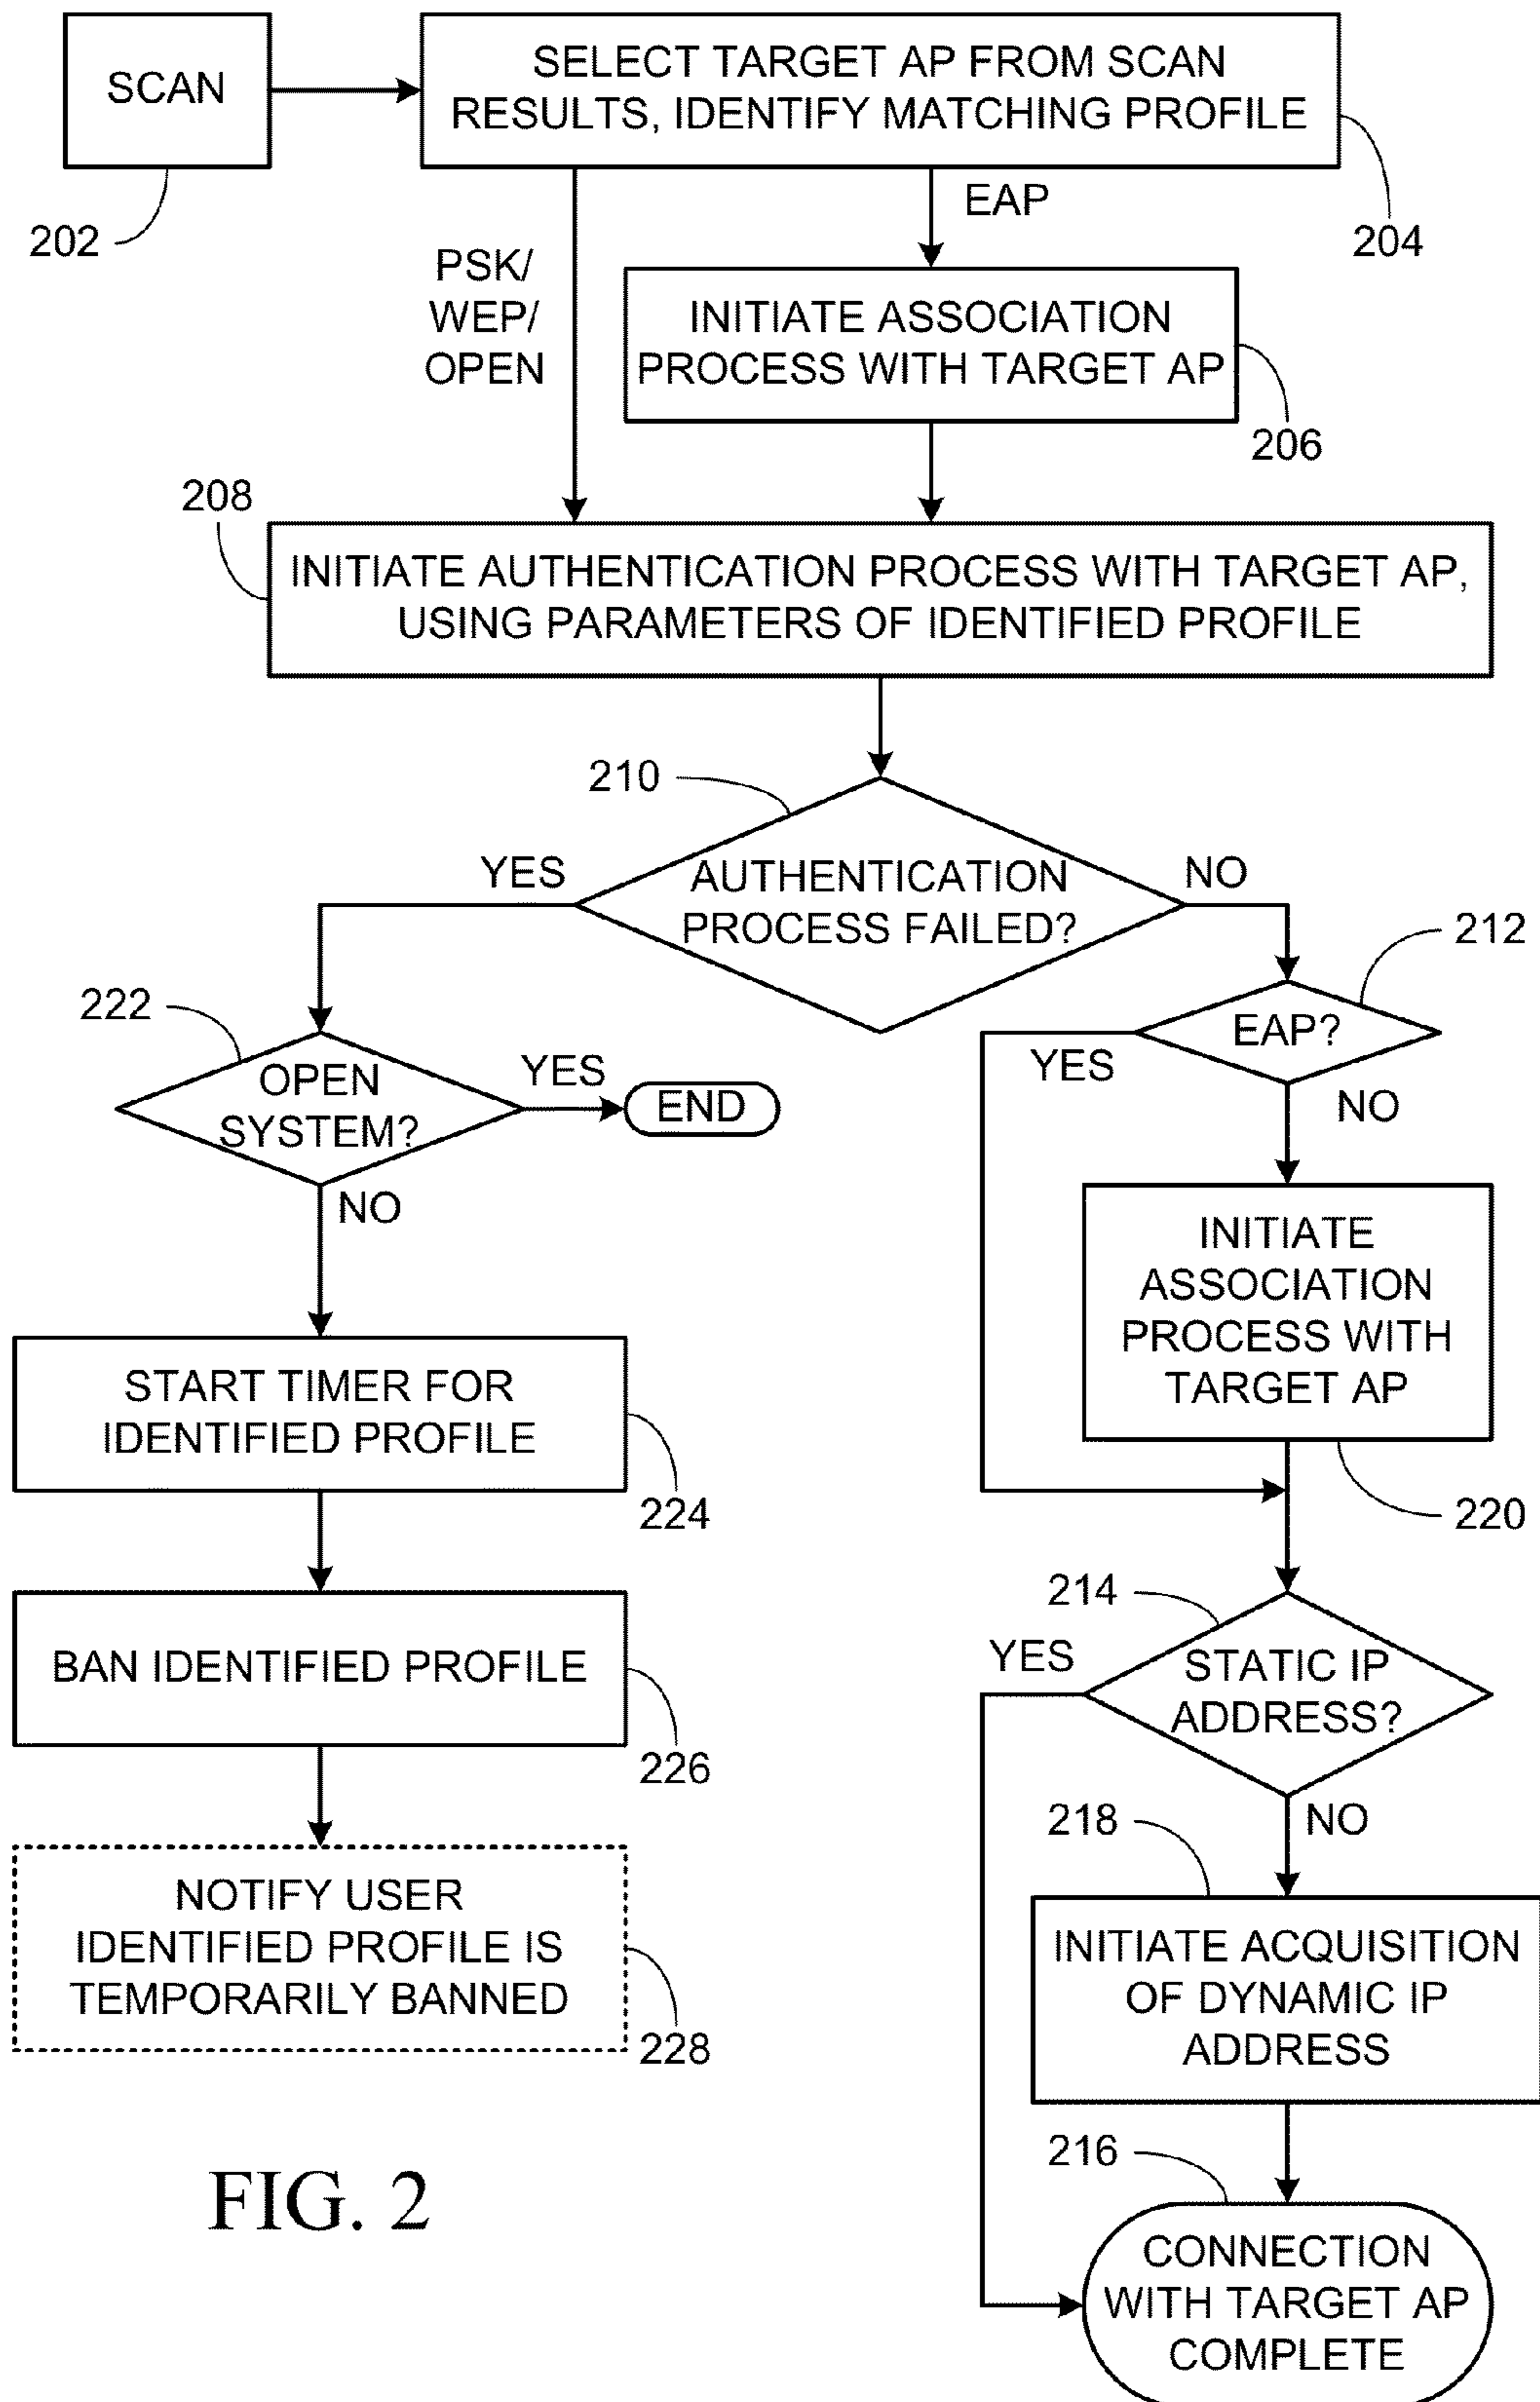 SCAN
202
SELECT TARGET AP FROM SCAN
RESULTS, IDENTIFY MATCHING PROFILE
204
PSK/
WEP/
OPEN
EAP
INITIATE ASSOCIATION
PROCESS WITH TARGET AP
206
208
INITIATE AUTHENTICATION PROCESS WITH TARGET AP,
USING PARAMETERS OF IDENTIFIED PROFILE
210
AUTHENTICATION
PROCESS FAILED?
YES
NO
222
OPEN
SYSTEM?
YES
END
NO
START TIMER FOR
IDENTIFIED PROFILE
224
BAN IDENTIFIED PROFILE
226
NOTIFY USER
IDENTIFIED PROFILE IS
TEMPORARILY BANNED
228
212
EAP?
YES
NO
INITIATE
ASSOCIATION
PROCESS WITH
TARGET AP
220
214
STATIC IP
ADDRESS?
YES
NO
218
INITIATE ACQUISITION
OF DYNAMIC IP
ADDRESS
216
CONNECTION
WITH TARGET AP
COMPLETE
FIG. 2